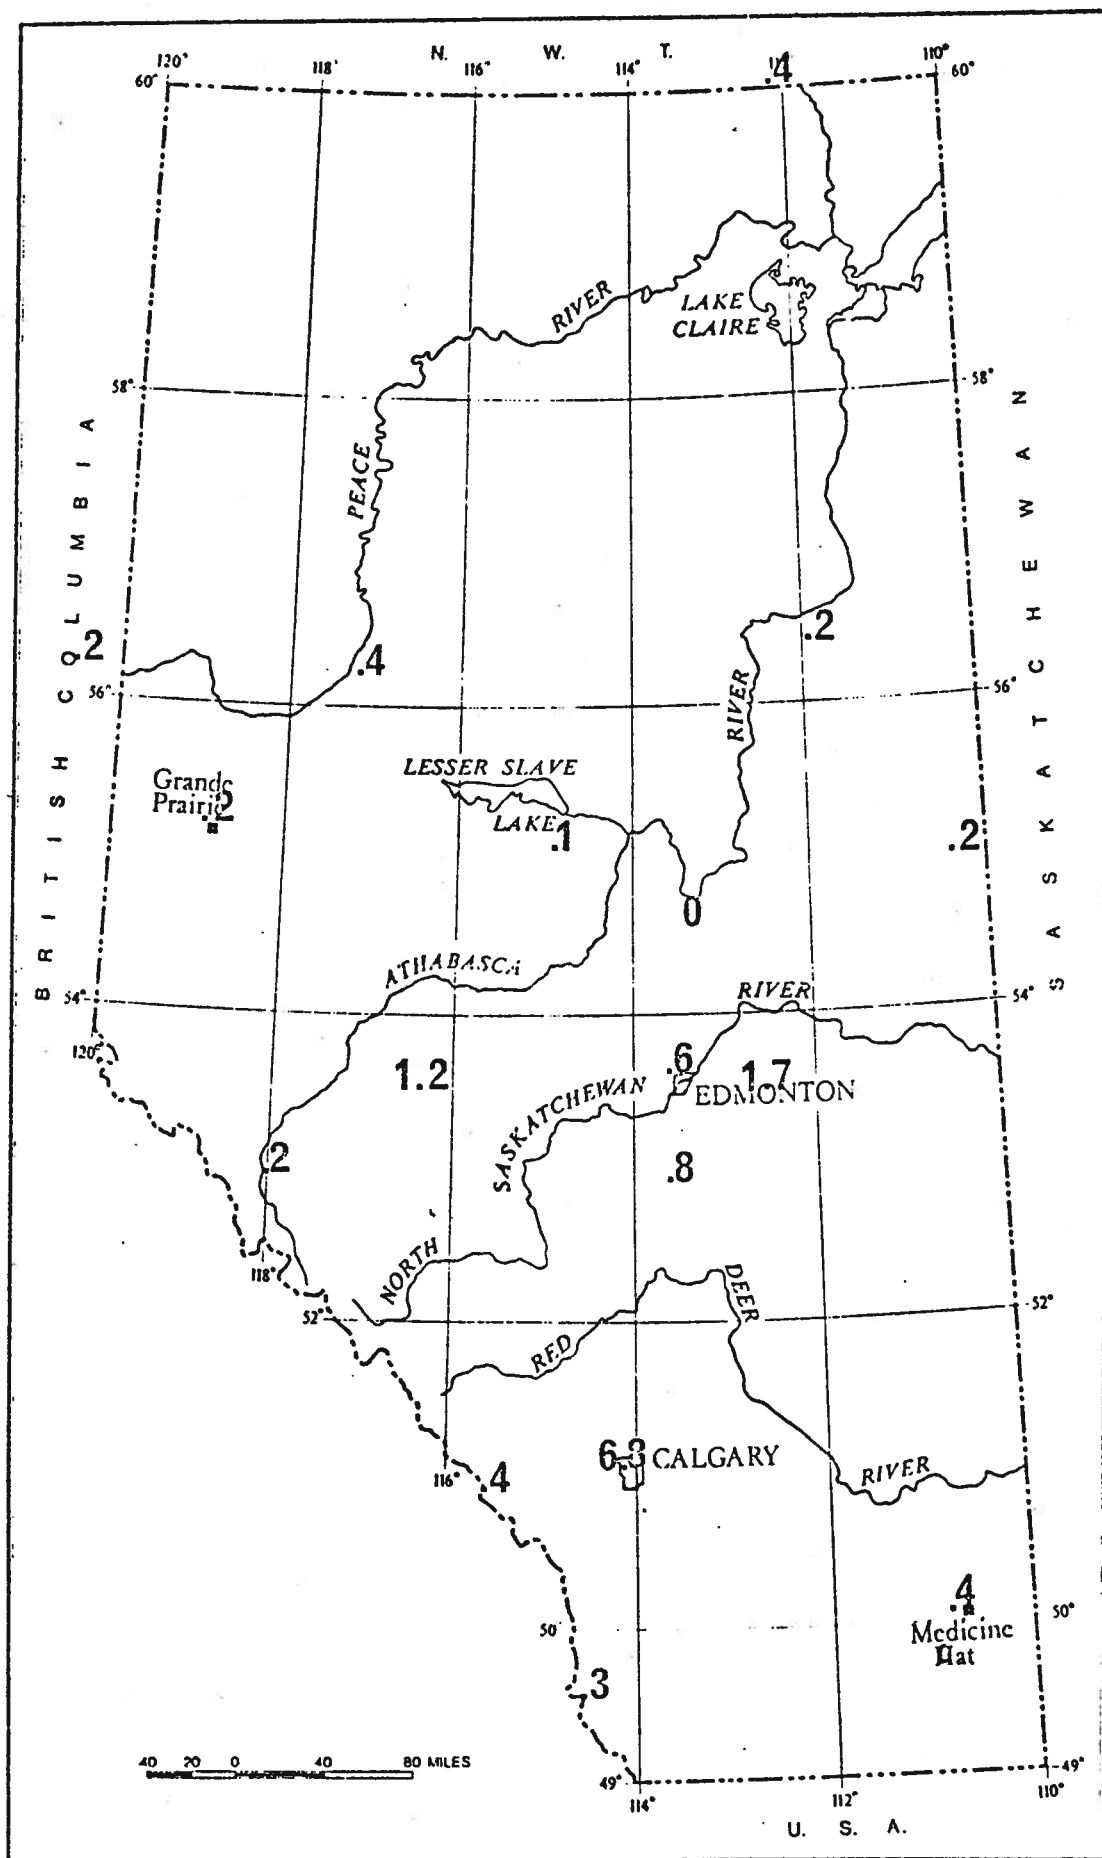 N. W. T.
120° 118° 116° 114° 110°
.4
60° 60°
RIVER
LAKE
CLAIRE
58° 58°
PEACE
BRITISH COLUMBIA
SASKATCHEWAN
.2
.4
.2
56° 56°
RIVER
LESSER SLAVE
LAKE
.1
Grande
Prairie
.2
.2
0
ATHABASCA
54° 54°
RIVER
120°
1.2
.6
1.7
EDMONTON
SASKATCHEWAN
.2
.8
NORTH
118°
DEER
52° 52°
RED
6.3 CALGARY
116°
.4
RIVER
.4
50° 50°
Medicine
Hat
.3
40 20 0 40 80 MILES
49° 49°
114° 112° 110°
U. S. A.